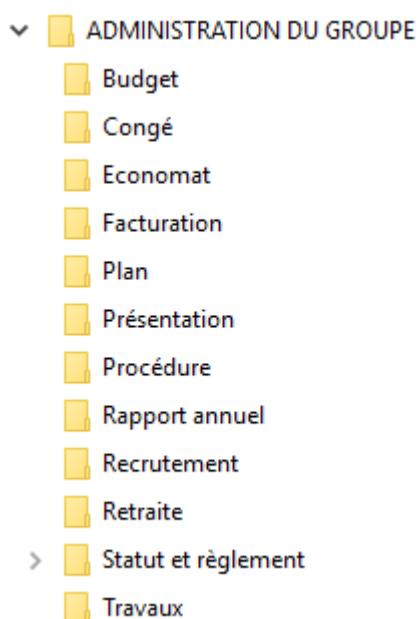 ADMINISTRATION DU GROUPE
Budget
Congé
Economat
Facturation
Plan
Présentation
Procédure
Rapport annuel
Recrutement
Retraite
Statut et règlement
Travaux